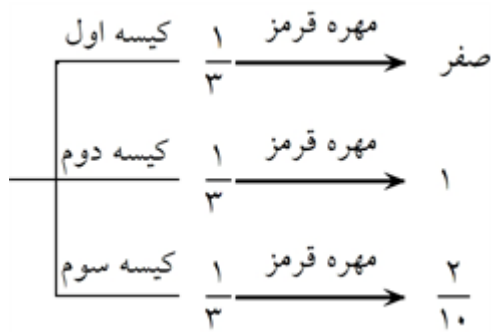 کیسه اول ۱/۳ مهره قرمز صفر
کیسه دوم ۱/۳ مهره قرمز ۱
کیسه سوم ۱/۳ مهره قرمز ۲/۱۰